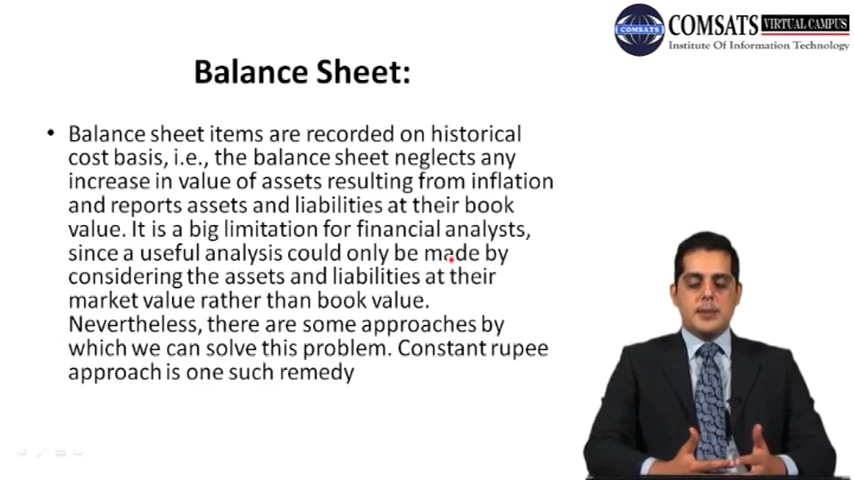 COMSATS VIRTUAL CAMPUS
COMSATS
Institute Of Information Technology
Balance Sheet:
• Balance sheet items are recorded on historical
cost basis, i.e., the balance sheet neglects any
increase in value of assets resulting from inflation
and reports assets and liabilities at their book
value. It is a big limitation for financial analysts,
since a useful analysis could only be made by
considering the assets and liabilities at their
market value rather than book value.
Nevertheless, there are some approaches by
which we can solve this problem. Constant rupee
approach is one such remedy